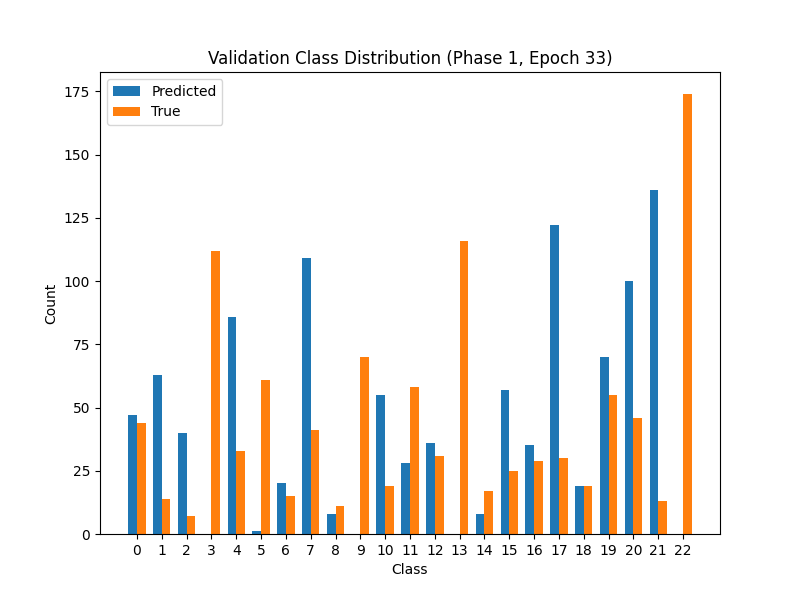 Validation Class Distribution (Phase 1, Epoch 33)
Predicted
True
175
150
125
100
75
50
25
0
Count
0 1 2 3 4 5 6 7 8 9 10 11 12 13 14 15 16 17 18 19 20 21 22
Class